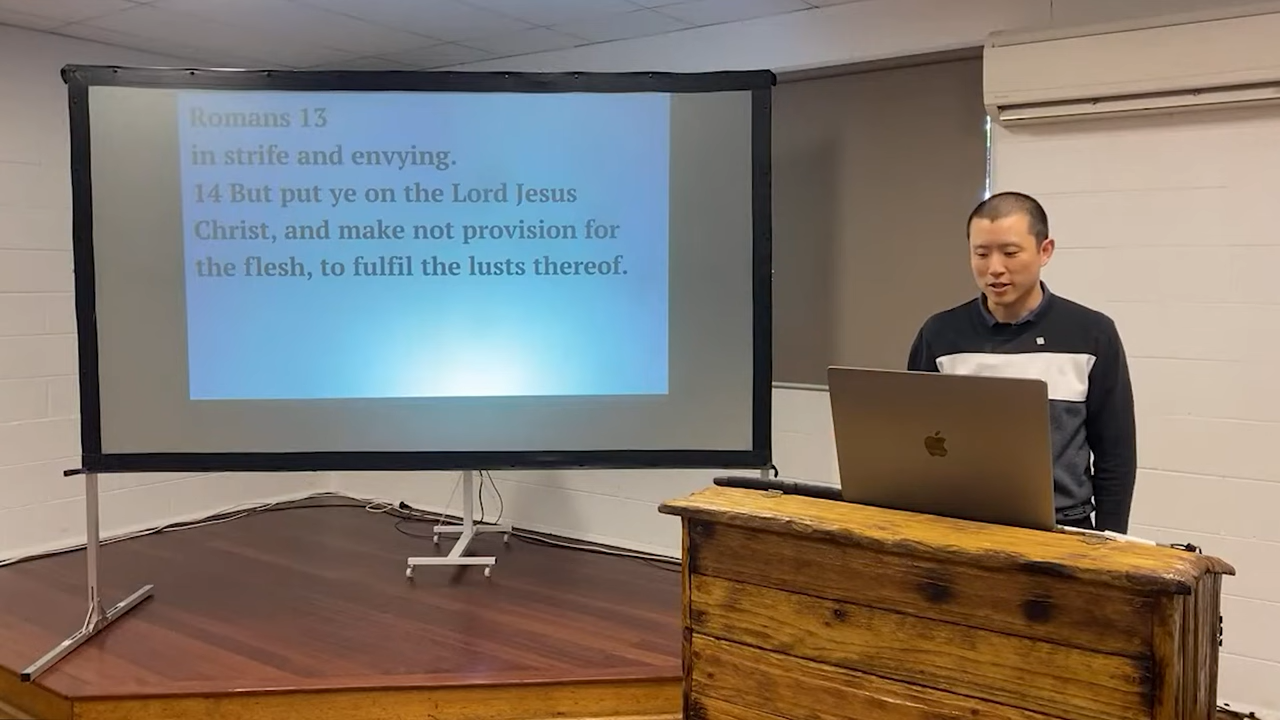 Romans 13
in strife and envying.
14 But put ye on the Lord Jesus
Christ, and make not provision for
the flesh, to fulfil the lusts thereof.